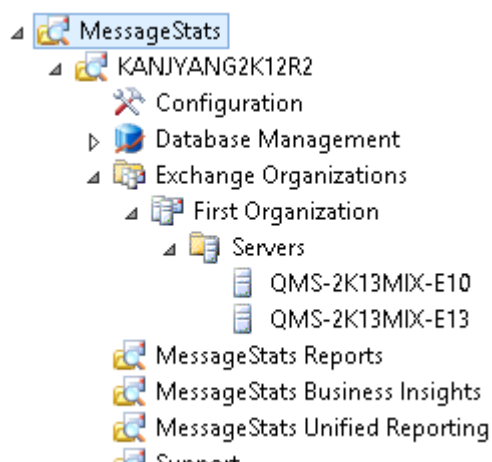 MessageStats
KANJYANG2K12R2
Configuration
Database Management
Exchange Organizations
First Organization
Servers
QMS-2K13MIX-E10
QMS-2K13MIX-E13
MessageStats Reports
MessageStats Business Insights
MessageStats Unified Reporting
Support